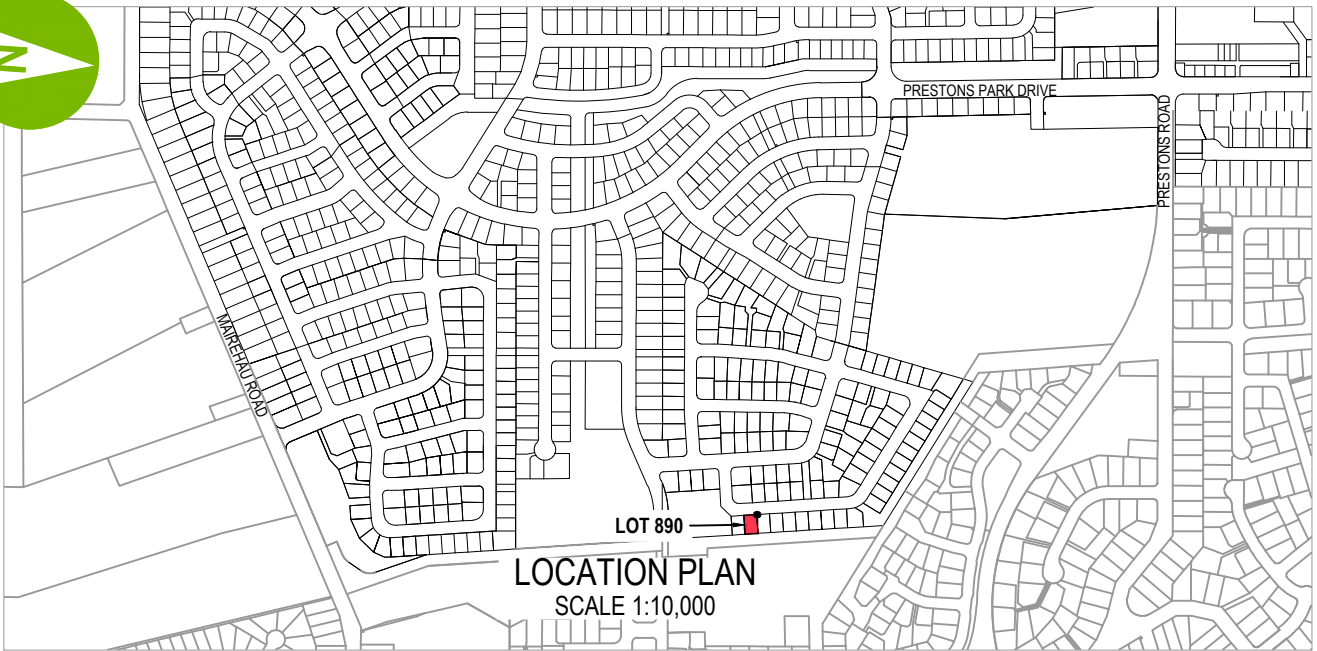 N
PRESTONS PARK DRIVE
PRESTONS ROAD
MAIREHAU ROAD
LOT 890
LOCATION PLAN
SCALE 1:10,000